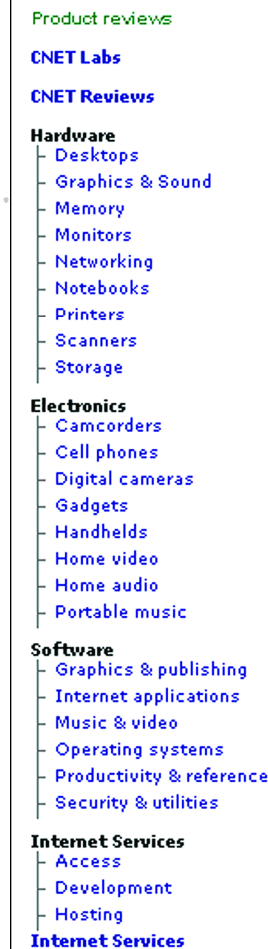 Product reviews
CNET Labs
CNET Reviews
Hardware
Desktops
Graphics & Sound
Memory
Monitors
Networking
Notebooks
Printers
Scanners
Storage
Electronics
Camcorders
Cell phones
Digital cameras
Gadgets
Handhelds
Home video
Home audio
Portable music
Software
Graphics & publishing
Internet applications
Music & video
Operating systems
Productivity & reference
Security & utilities
Internet Services
Access
Development
Hosting
Internet Services